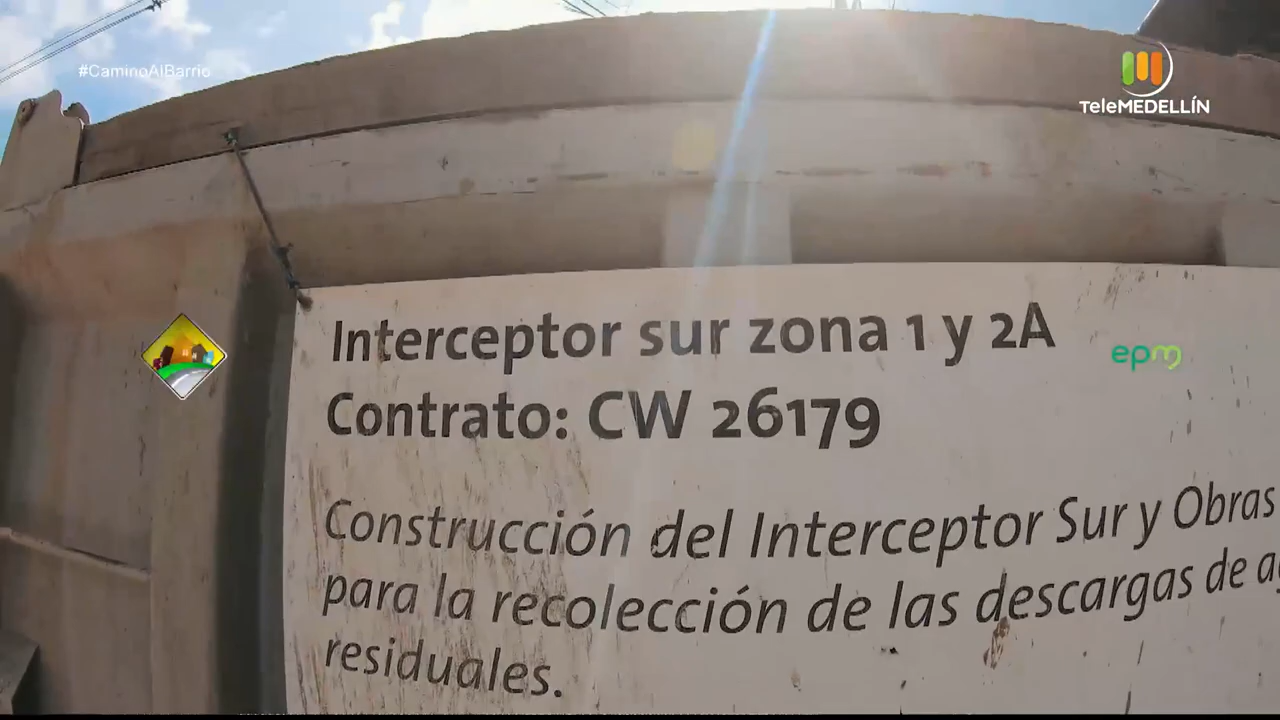 #CaminoAlBarrio
TeleMEDELLÍN
Interceptor sur zona 1 y 2A
epm
Contrato: CW 26179
Construcción del Interceptor Sur y Obras
para la recolección de las descargas de
residuales.